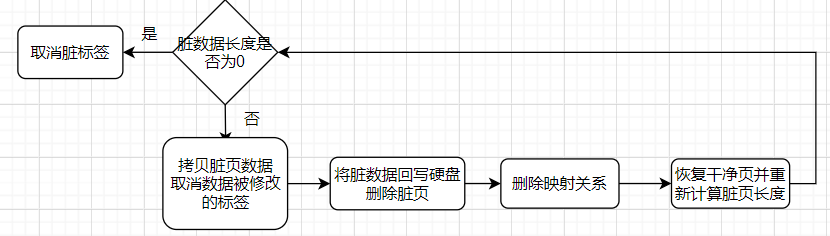 取消脏标签
是
脏数据长度是
否为0
否
拷贝脏页数据
取消数据被修改
的标签
将脏数据回写硬盘
删除脏页
删除映射关系
恢复干净页并重
新计算脏页长度